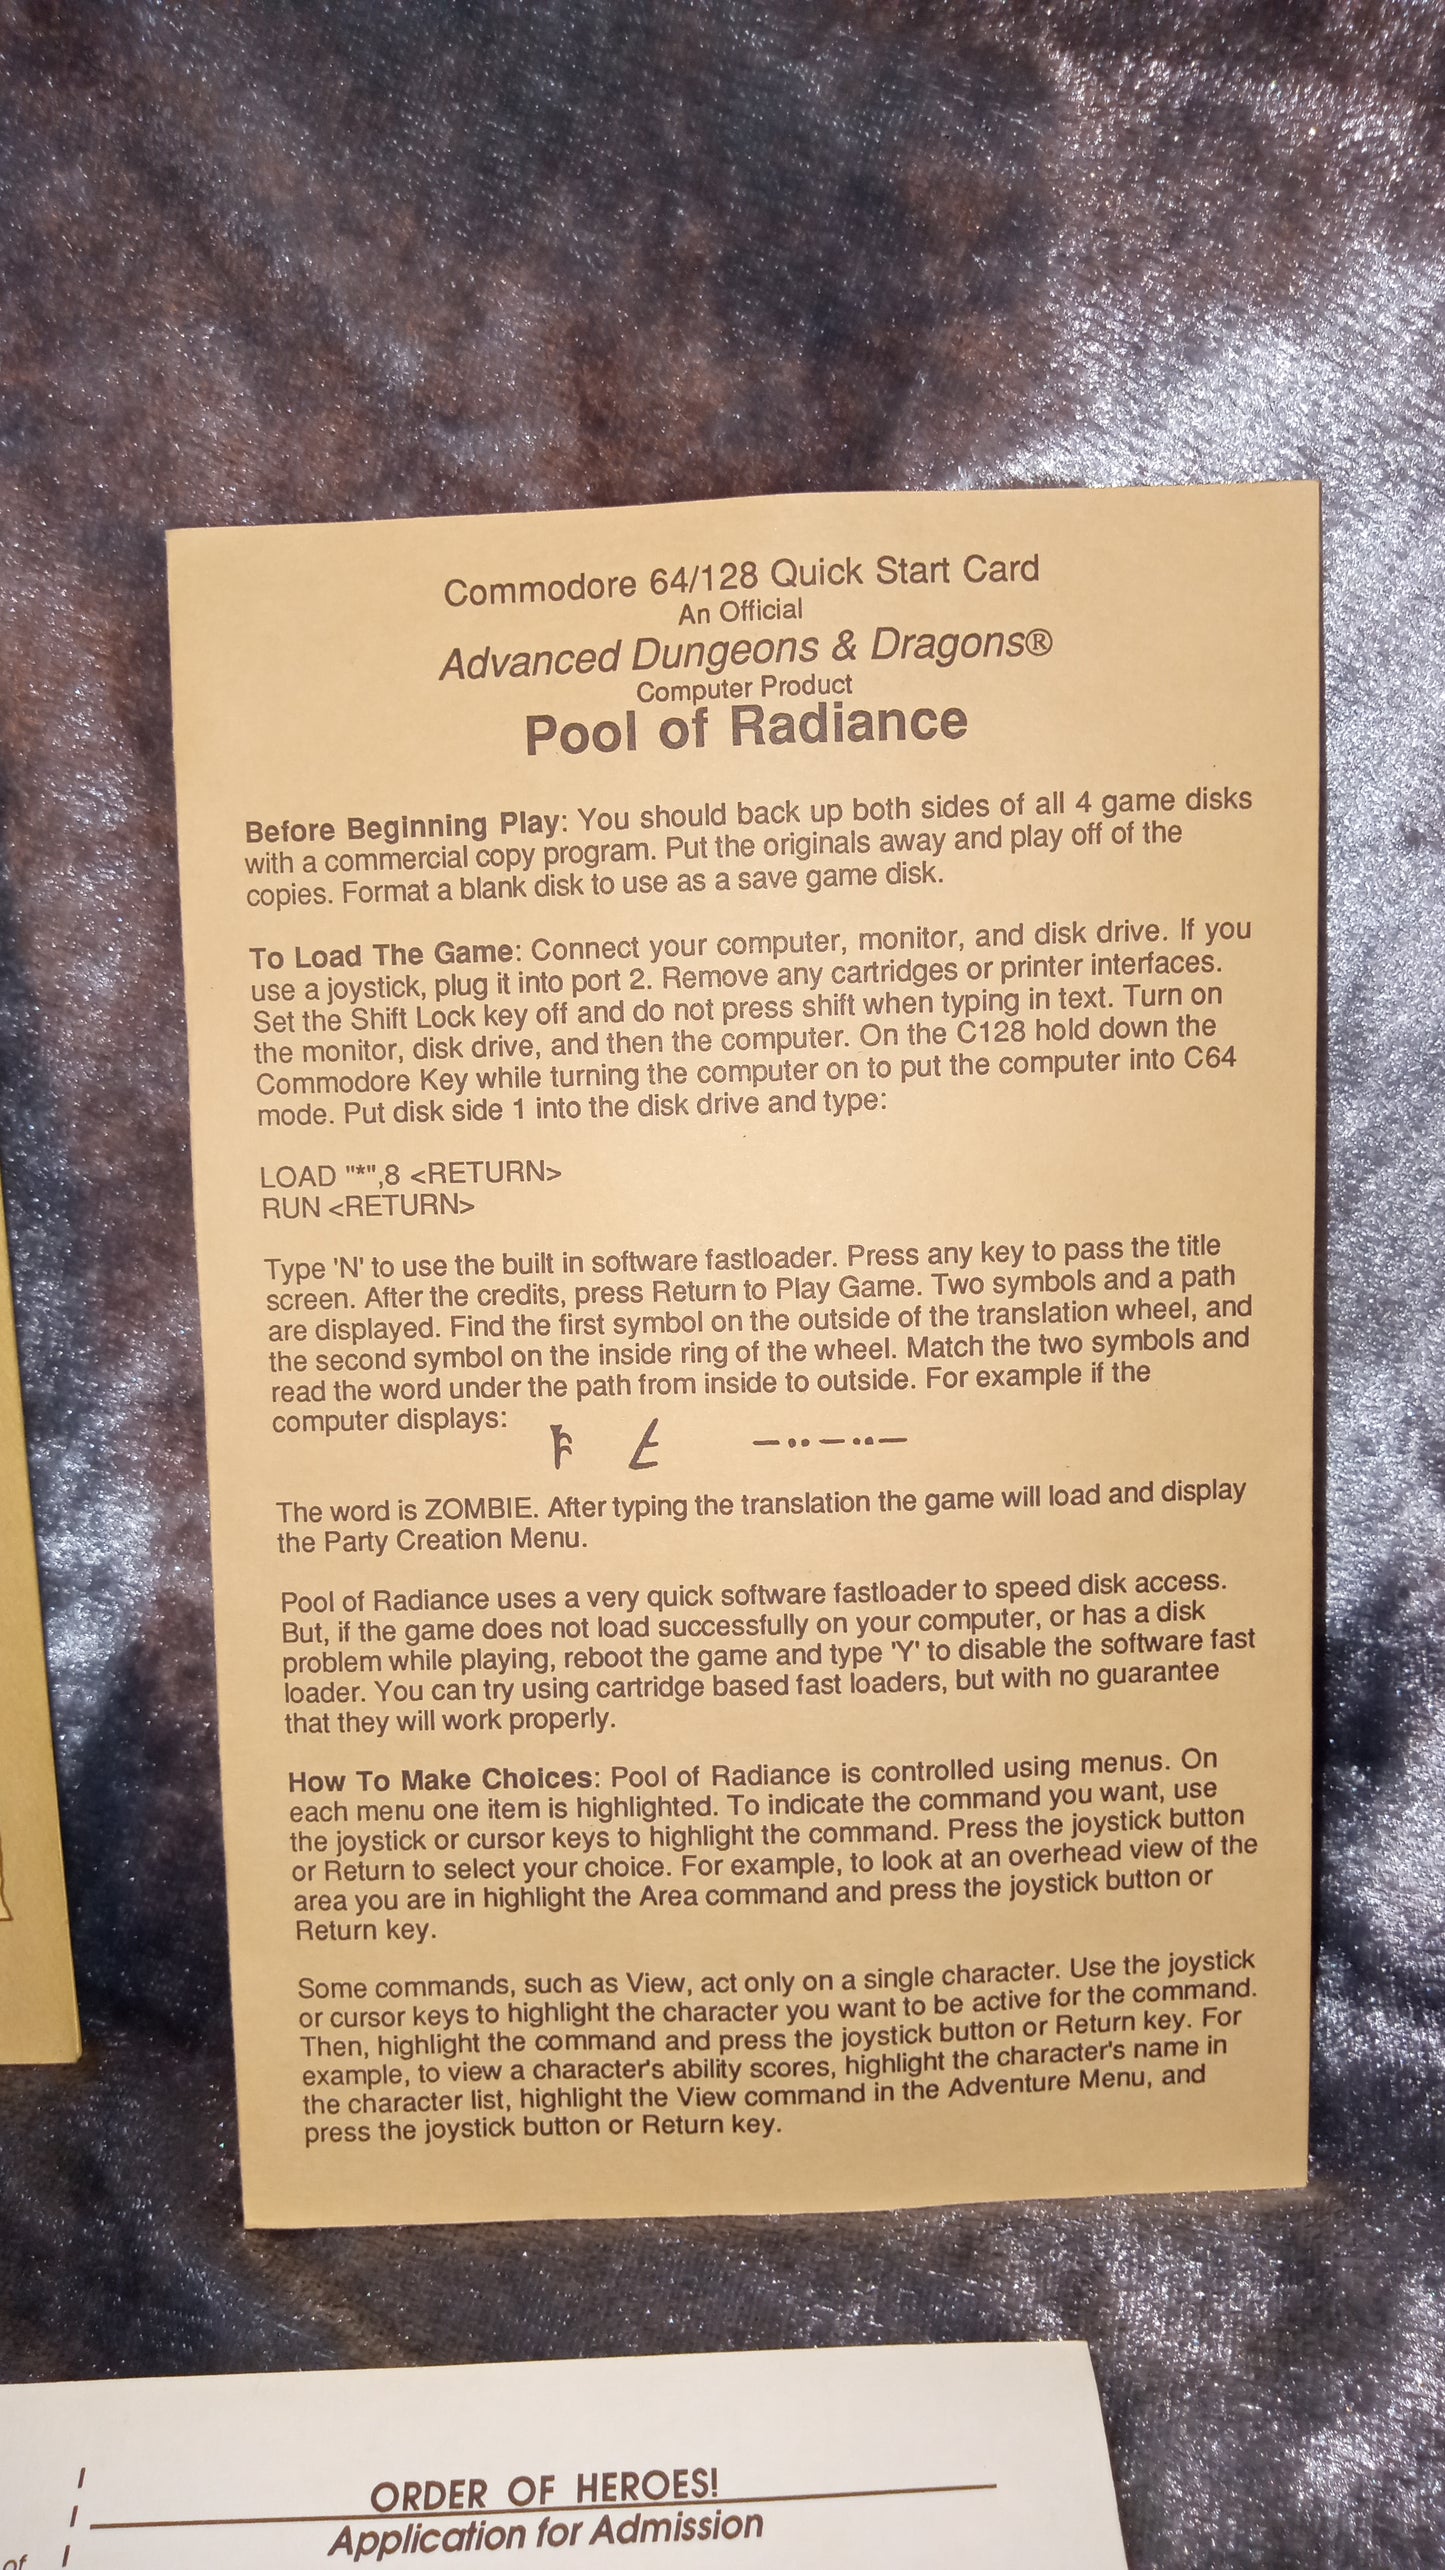 Commodore 64/128 Quick Start Card
An Official
Advanced Dungeons & Dragons®
Computer Product
Pool of Radiance
Before Beginning Play: You should back up both sides of all 4 game disks
with a commercial copy program. Put the originals away and play off of the
copies. Format a blank disk to use as a save game disk.
To Load The Game: Connect your computer, monitor, and disk drive. If you
use a joystick, plug it into port 2. Remove any cartridges or printer interfaces.
Set the Shift Lock key off and do not press shift when typing in text. Turn on
the monitor, disk drive, and then the computer. On the C128 hold down the
Commodore Key while turning the computer on to put the computer into C64
mode. Put disk side 1 into the disk drive and type:
LOAD "*",8 <RETURN>
RUN <RETURN>
Type 'N' to use the built in software fastloader. Press any key to pass the title
screen. After the credits, press Return to Play Game. Two symbols and a path
are displayed. Find the first symbol on the outside of the translation wheel, and
the second symbol on the inside ring of the wheel. Match the two symbols and
read the word under the path from inside to outside. For example if the
computer displays:
The word is ZOMBIE. After typing the translation the game will load and display
the Party Creation Menu.
Pool of Radiance uses a very quick software fastloader to speed disk access.
But, if the game does not load successfully on your computer, or has a disk
problem while playing, reboot the game and type 'Y' to disable the software fast
loader. You can try using cartridge based fast loaders, but with no guarantee
that they will work properly.
How To Make Choices: Pool of Radiance is controlled using menus. On
each menu one item is highlighted. To indicate the command you want, use
the joystick or cursor keys to highlight the command. Press the joystick button
or Return to select your choice. For example, to look at an overhead view of the
area you are in highlight the Area command and press the joystick button or
Return key.
Some commands, such as View, act only on a single character. Use the joystick
or cursor keys to highlight the character you want to be active for the command.
Then, highlight the command and press the joystick button or Return key. For
example, to view a character's ability scores, highlight the character's name in
the character list, highlight the View command in the Adventure Menu, and
press the joystick button or Return key.
ORDER OF HEROES!
Application for Admission
of